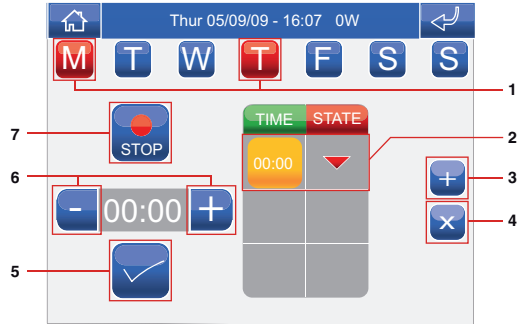 Thur 05/09/09 - 16:07 0W
M T W T F S S
1
7
STOP
TIME STATE
2
00:00
6
- 00:00 +
+
3
x
4
5